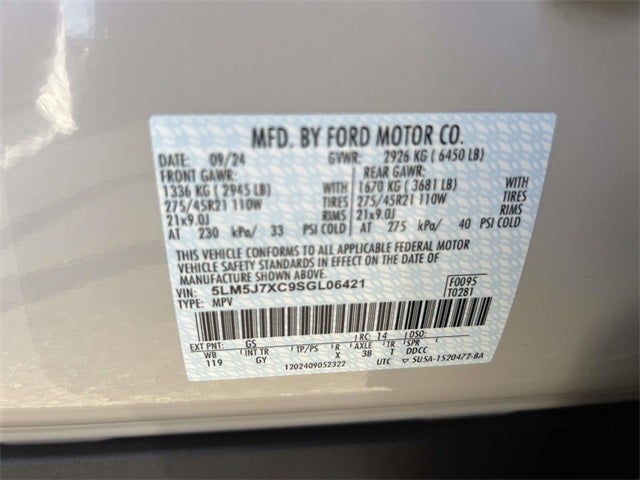 MFD. BY FORD MOTOR CO.
DATE: 09/24 GVWR: 2926 KG ( 6450 LB)
FRONT GAWR: REAR GAWR:
1336 KG ( 2945 LB) 1670 KG ( 3681 LB)
275/45R21 110W TIRES 275/45R21 110W TIRES
21x9.0J RIMS 21x9.0J RIMS
AT 230 kPa/ 33 PSI COLD AT 275 kPa/ 40 PSI COLD
THIS VEHICLE CONFORMS TO ALL APPLICABLE FEDERAL MOTOR
VEHICLE SAFETY STANDARDS IN EFFECT ON THE DATE OF
MANUFACTURE SHOWN ABOVE.
VIN: 5LM5J7XC9SGL06421 F0095
TYPE: MPV T0281
EXT PNT: GS RC: 14 DSO:
WB INT TR TP/PS R AXLE TR SPR
119 GY X 3B T DDCC
1202409052322 UTC 5U5A-1520472-BA